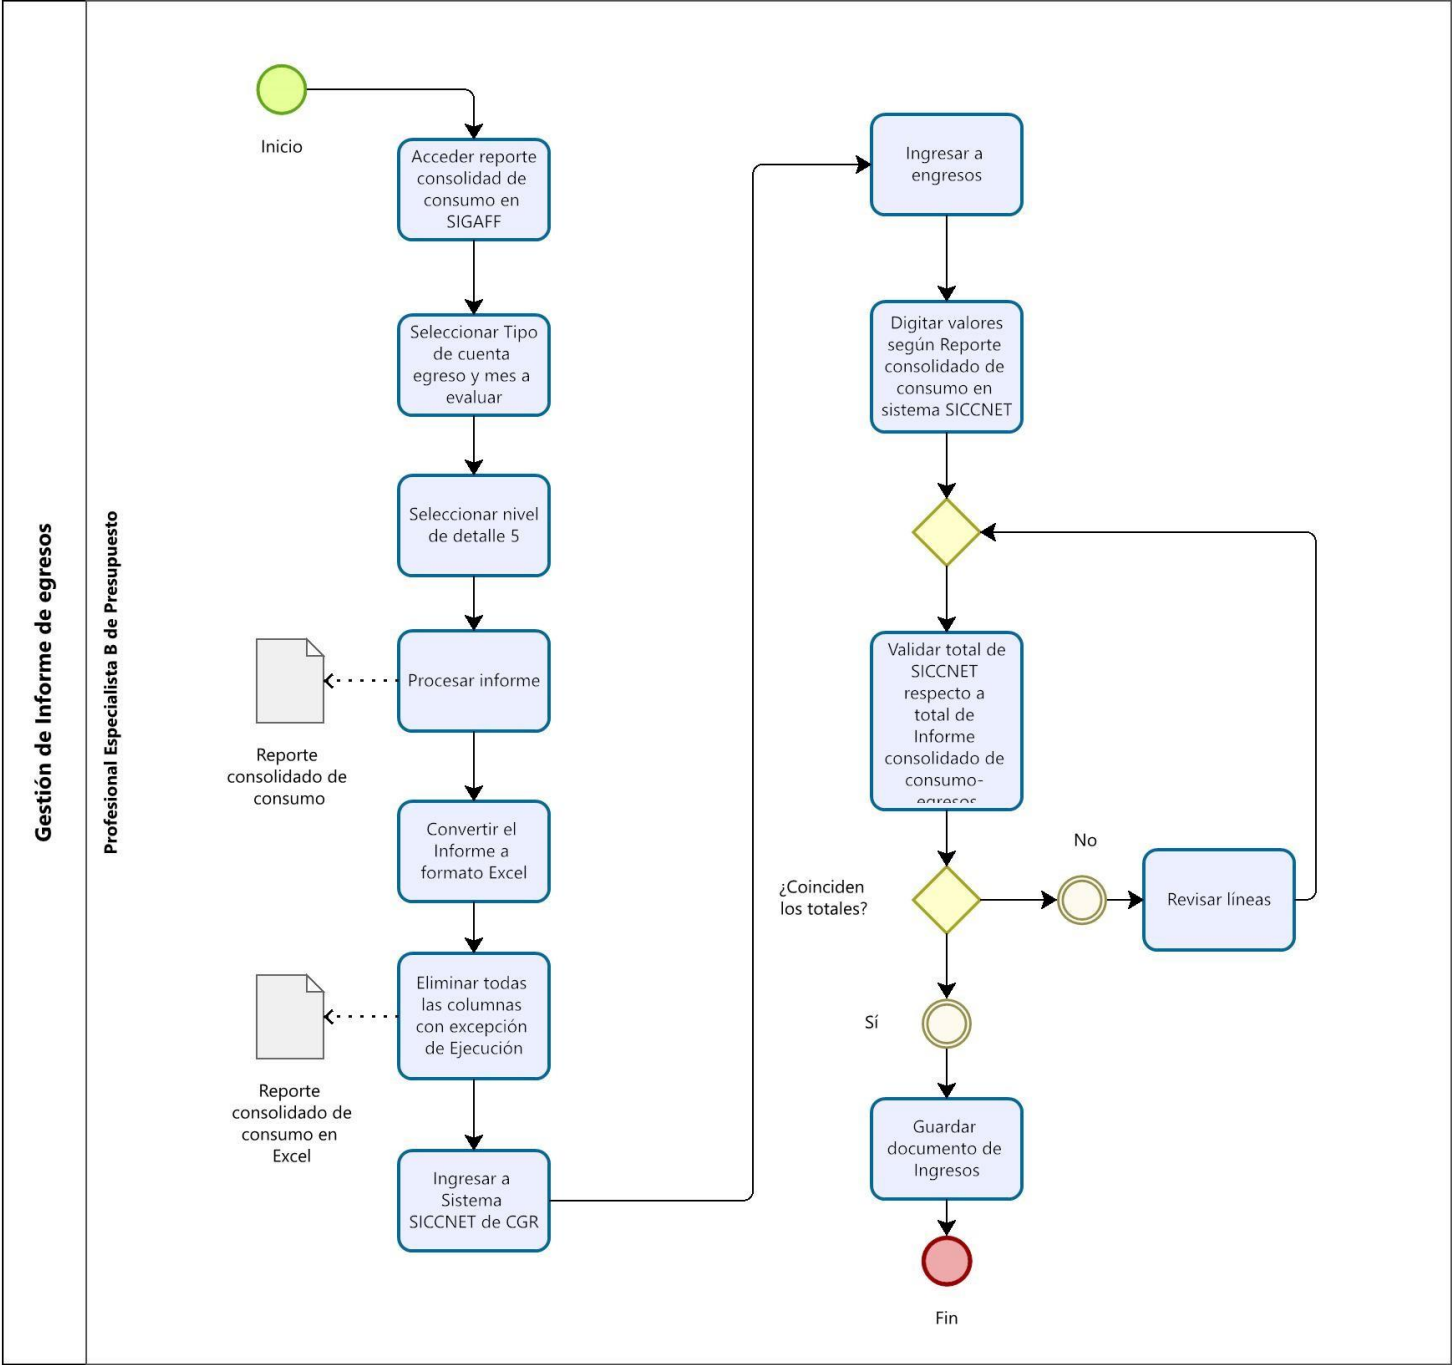 Gestión de Informe de egresos
Profesional Especialista B de Presupuesto
Inicio
Acceder reporte
consolidad de
consumo en
SIGAFF
Seleccionar Tipo
de cuenta
egreso y mes a
evaluar
Seleccionar nivel
de detalle 5
Procesar informe
Reporte
consolidado de
consumo
Convertir el
Informe a
formato Excel
Eliminar todas
las columnas
con excepción
de Ejecución
Reporte
consolidado de
consumo en
Excel
Ingresar a
Sistema
SICCNET de CGR
Ingresar a
engresos
Digitar valores
según Reporte
consolidado de
consumo en
sistema SICCNET
Validar total de
SICCNET
respecto a
total de
Informe
consolidado de
consumo-
egresos
¿Coinciden
los totales?
No
Revisar líneas
Sí
Guardar
documento de
Ingresos
Fin